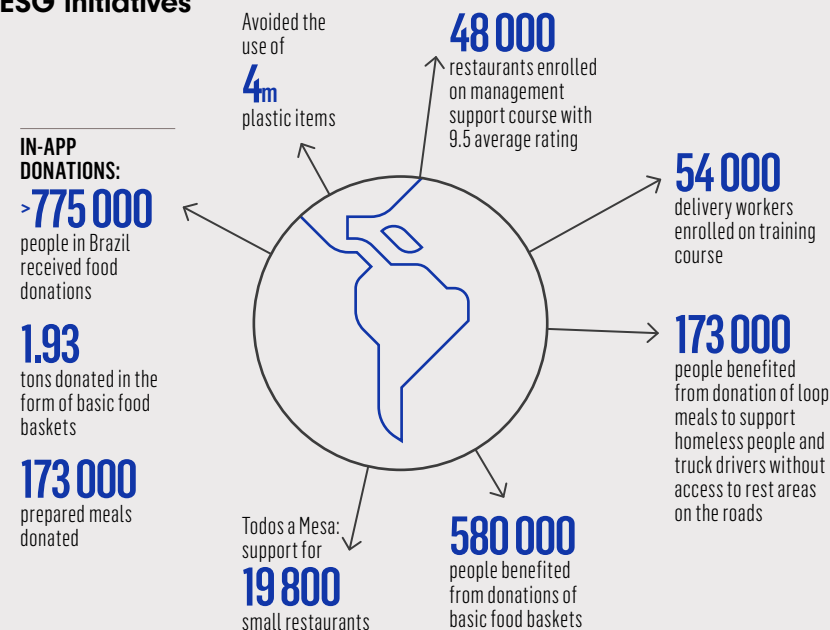 ESG initiatives
Avoided the
use of
4m
plastic items
48 000
restaurants enrolled
on management
support course with
9.5 average rating
IN-APP
DONATIONS:
>775 000
people in Brazil
received food
donations
1.93
tons donated in the
form of basic food
baskets
173 000
prepared meals
donated
54 000
delivery workers
enrolled on training
course
173 000
people benefited
from donation of loop
meals to support
homeless people and
truck drivers without
access to rest areas
on the roads
Todos a Mesa:
support for
19 800
small restaurants
580 000
people benefited
from donations of
basic food baskets